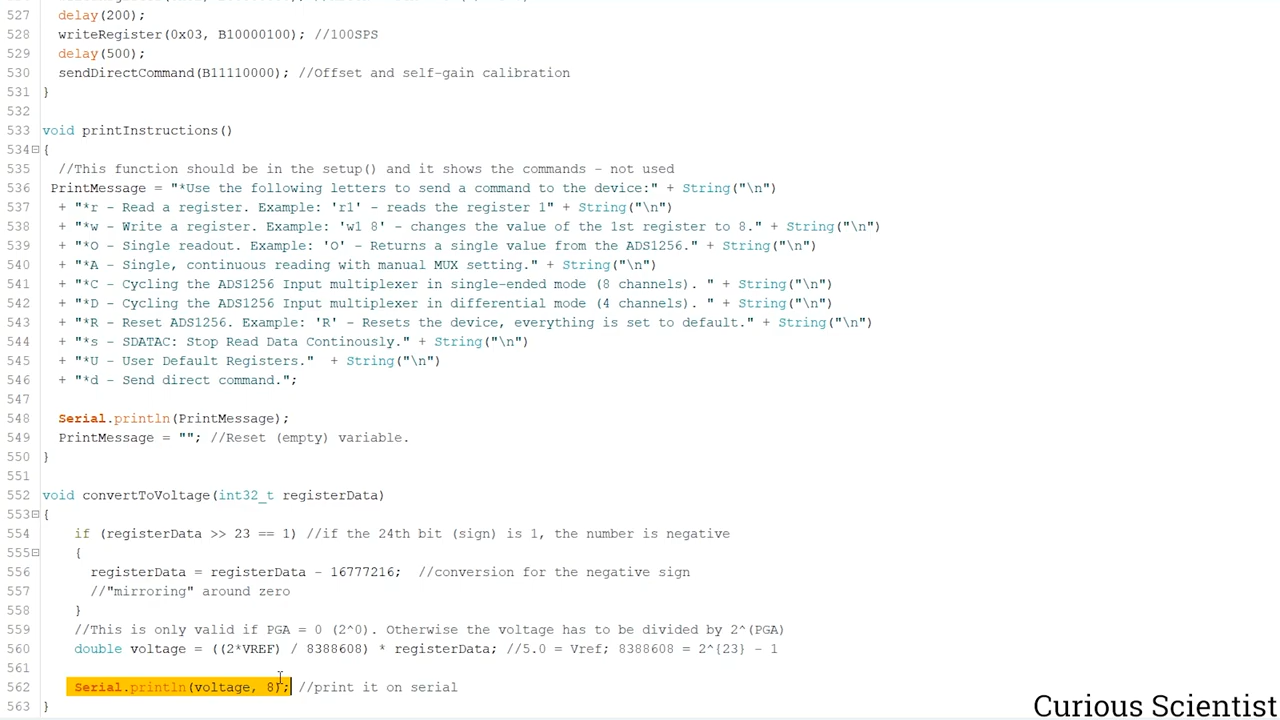 527 delay(200);
528 writeRegister(0x03, B10000100); //100SPS
529 delay(500);
530 sendDirectCommand(B11110000); //Offset and self-gain calibration
531 }
532
533 void printInstructions()
534 {
535 //This function should be in the setup() and it shows the commands - not used
536 PrintMessage = "*Use the following letters to send a command to the device:" + String("\n")
537 + "*r - Read a register. Example: 'r1' - reads the register 1" + String("\n")
538 + "*w - Write a register. Example: 'w1 8' - changes the value of the 1st register to 8." + String("\n")
539 + "*O - Single readout. Example: 'O' - Returns a single value from the ADS1256." + String("\n")
540 + "*A - Single, continuous reading with manual MUX setting." + String("\n")
541 + "*C - Cycling the ADS1256 Input multiplexer in single-ended mode (8 channels). " + String("\n")
542 + "*D - Cycling the ADS1256 Input multiplexer in differential mode (4 channels). " + String("\n")
543 + "*R - Reset ADS1256. Example: 'R' - Resets the device, everything is set to default." + String("\n")
544 + "*s - SDATAC: Stop Read Data Continously." + String("\n")
545 + "*U - User Default Registers."  + String("\n")
546 + "*d - Send direct command.";
547
548 Serial.println(PrintMessage);
549 PrintMessage = ""; //Reset (empty) variable.
550 }
551
552 void convertToVoltage(int32_t registerData)
553 {
554 if (registerData >> 23 == 1) //if the 24th bit (sign) is 1, the number is negative
555 {
556 registerData = registerData - 16777216;  //conversion for the negative sign
557 //"mirroring" around zero
558 }
559 //This is only valid if PGA = 0 (2^0). Otherwise the voltage has to be divided by 2^(PGA)
560 double voltage = ((2*VREF) / 8388608) * registerData; //5.0 = Vref; 8388608 = 2^{23} - 1
561
562 Serial.println(voltage, 8); //print it on serial
563 }
Curious Scientist